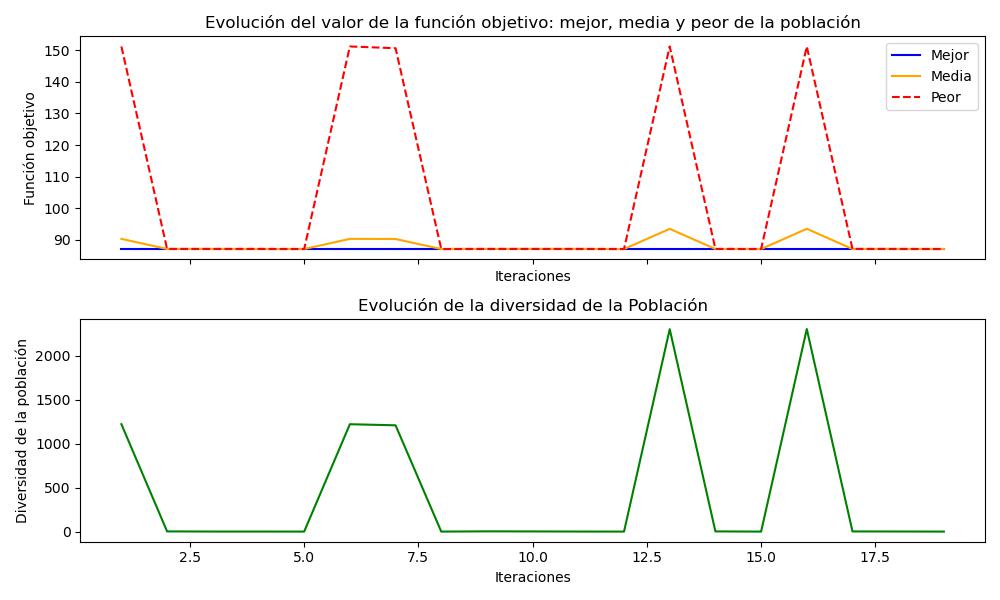 Evolución del valor de la función objetivo: mejor, media y peor de la población
Función objetivo
150
140
130
120
110
100
90
Mejor
Media
Peor
Iteraciones
Evolución de la diversidad de la Población
Diversidad de la población
2000
1500
1000
500
0
2.5
5.0
7.5
10.0
12.5
15.0
17.5
Iteraciones